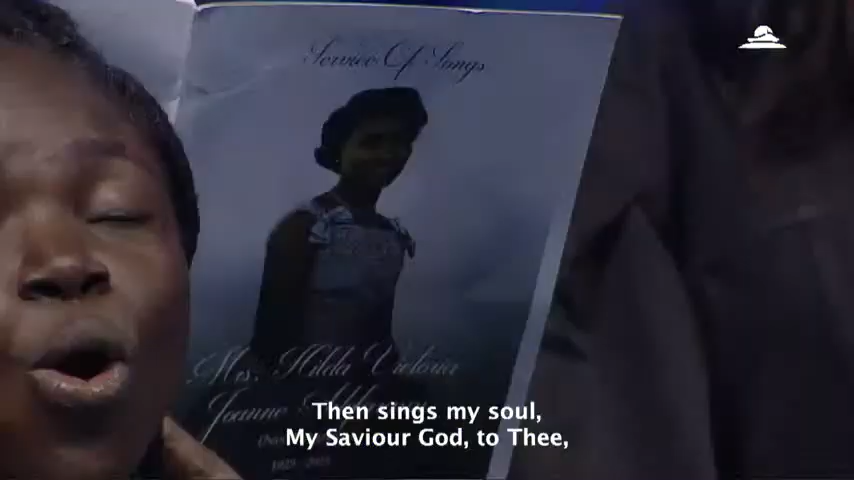 Service Of Songs
Mrs. Hilda Victoria
Joanne
Then sings my soul,
My Saviour God, to Thee,